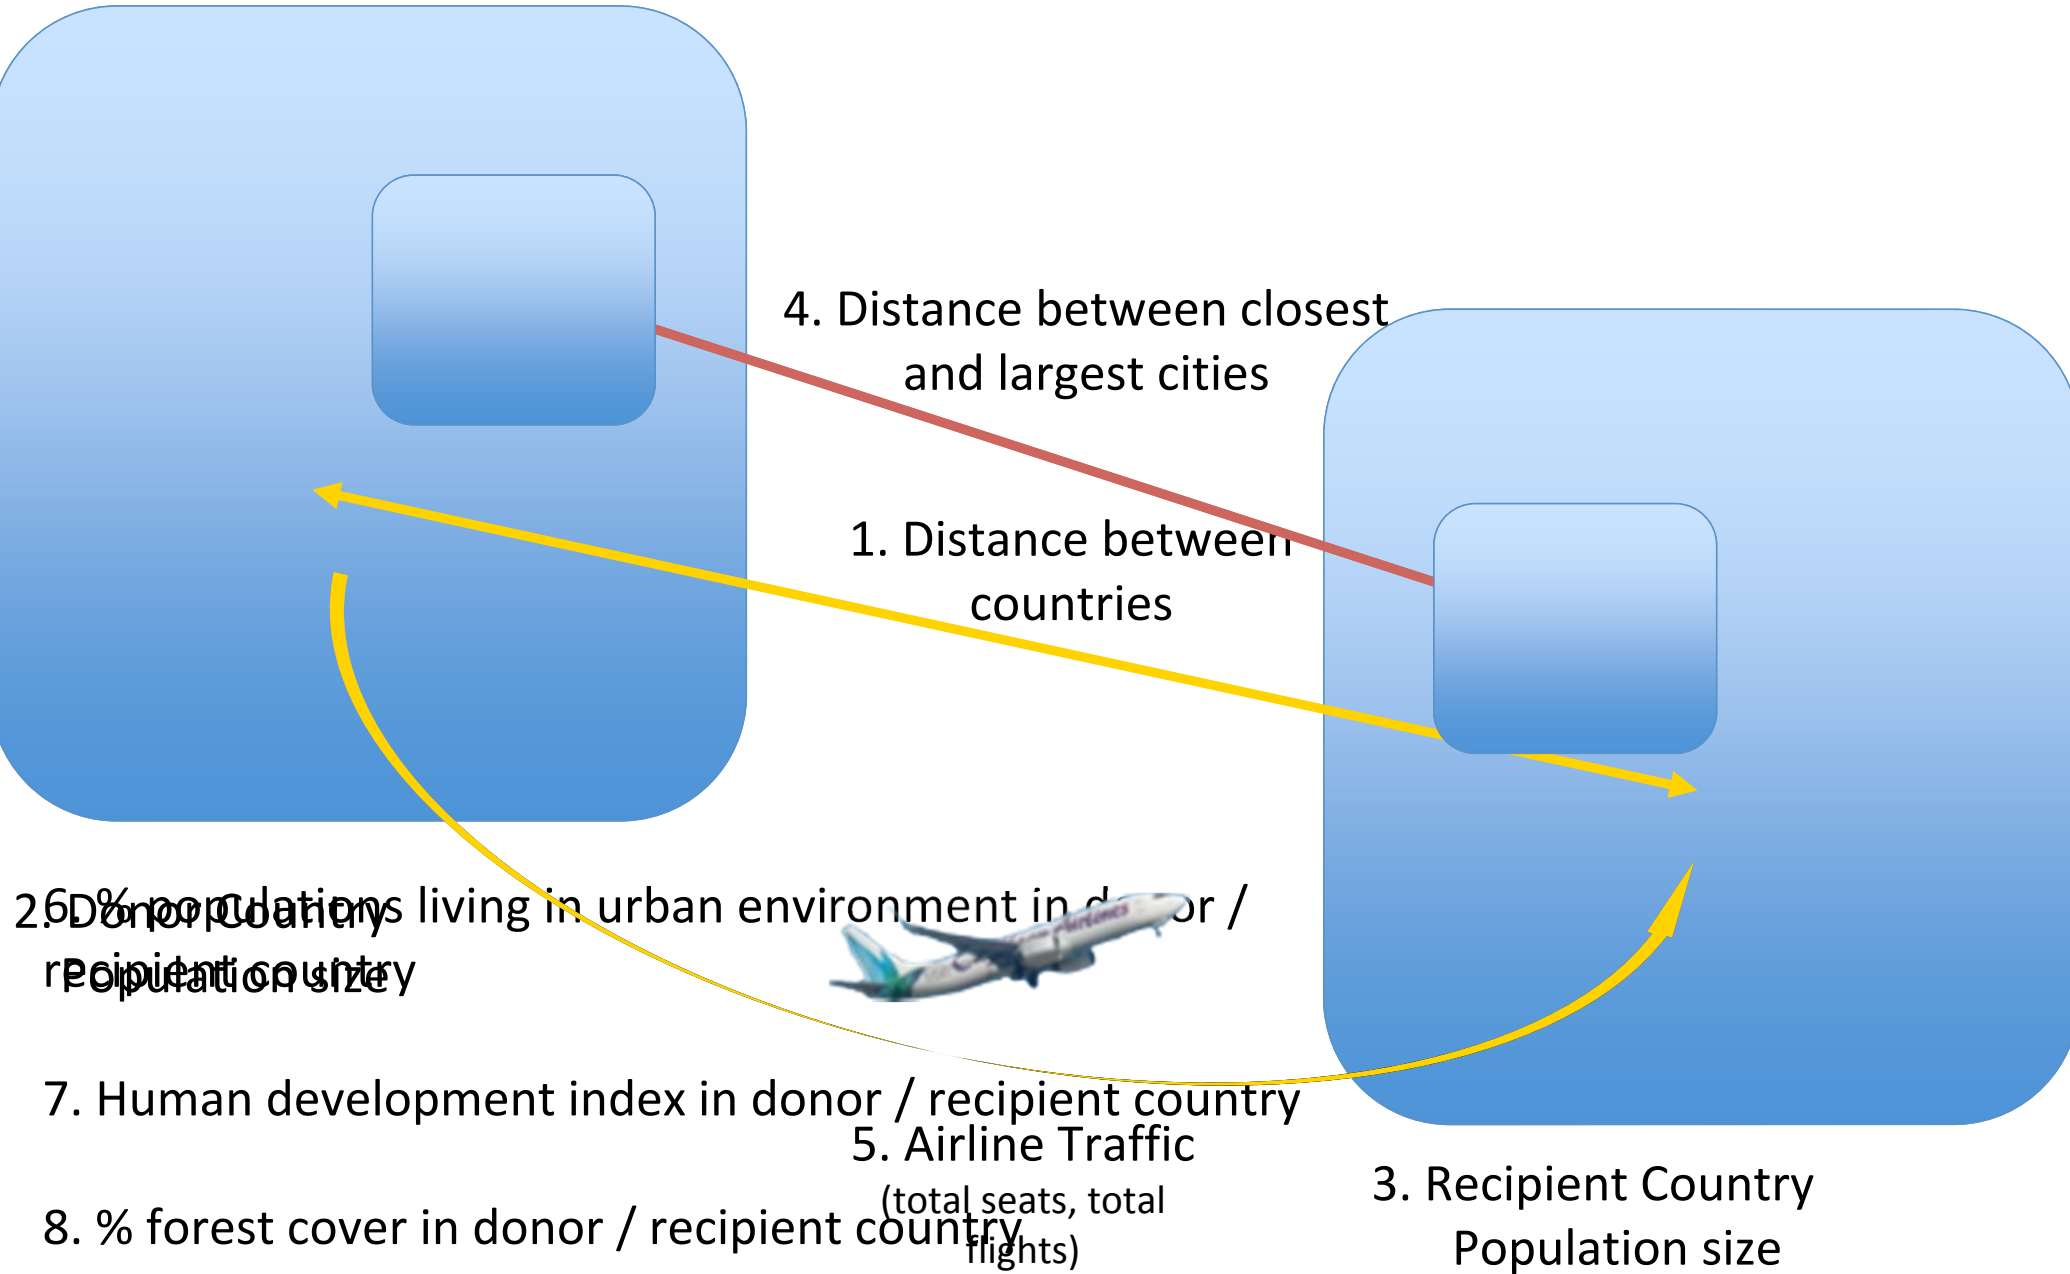 4. Distance between closest
and largest cities
1. Distance between
countries
2. Donor Country
Population size
6. % populations living in urban environment in donor /
recipient country
7. Human development index in donor / recipient country
5. Airline Traffic
(total seats, total
flights)
8. % forest cover in donor / recipient country
3. Recipient Country
Population size